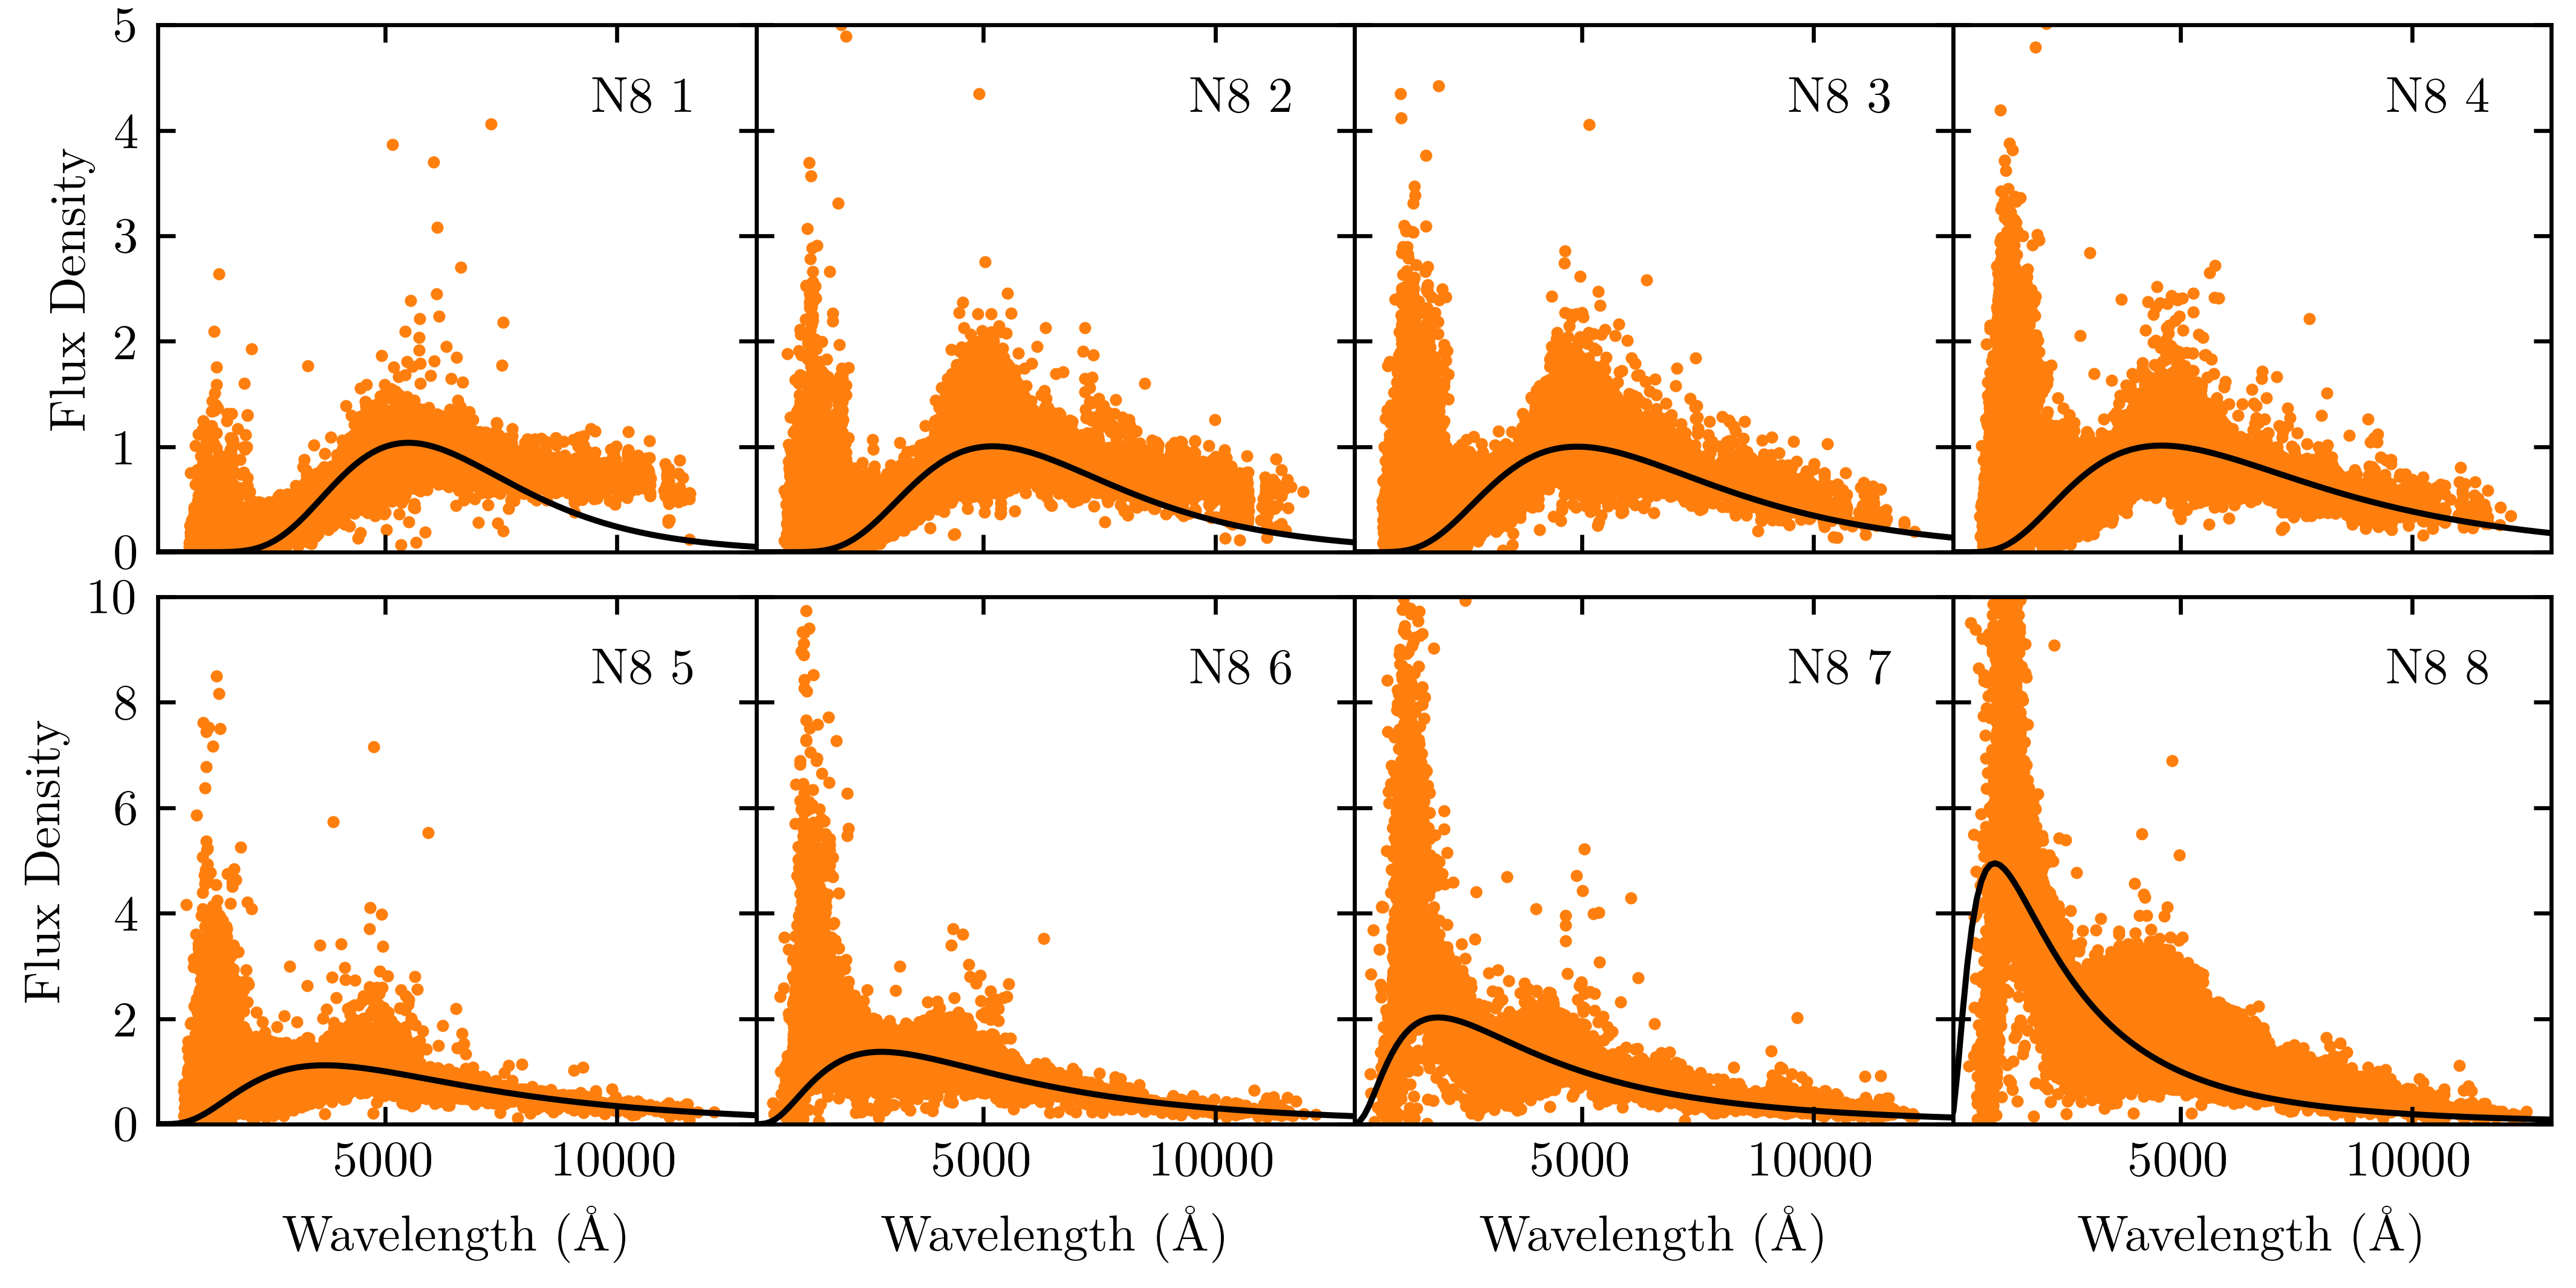 5
4
3
2
1
0
Flux Density
N8 1
N8 2
N8 3
N8 4
10
8
6
4
2
0
Flux Density
N8 5
N8 6
N8 7
N8 8
5000 10000 5000 10000 5000 10000 5000 10000
Wavelength (Å) Wavelength (Å) Wavelength (Å) Wavelength (Å)